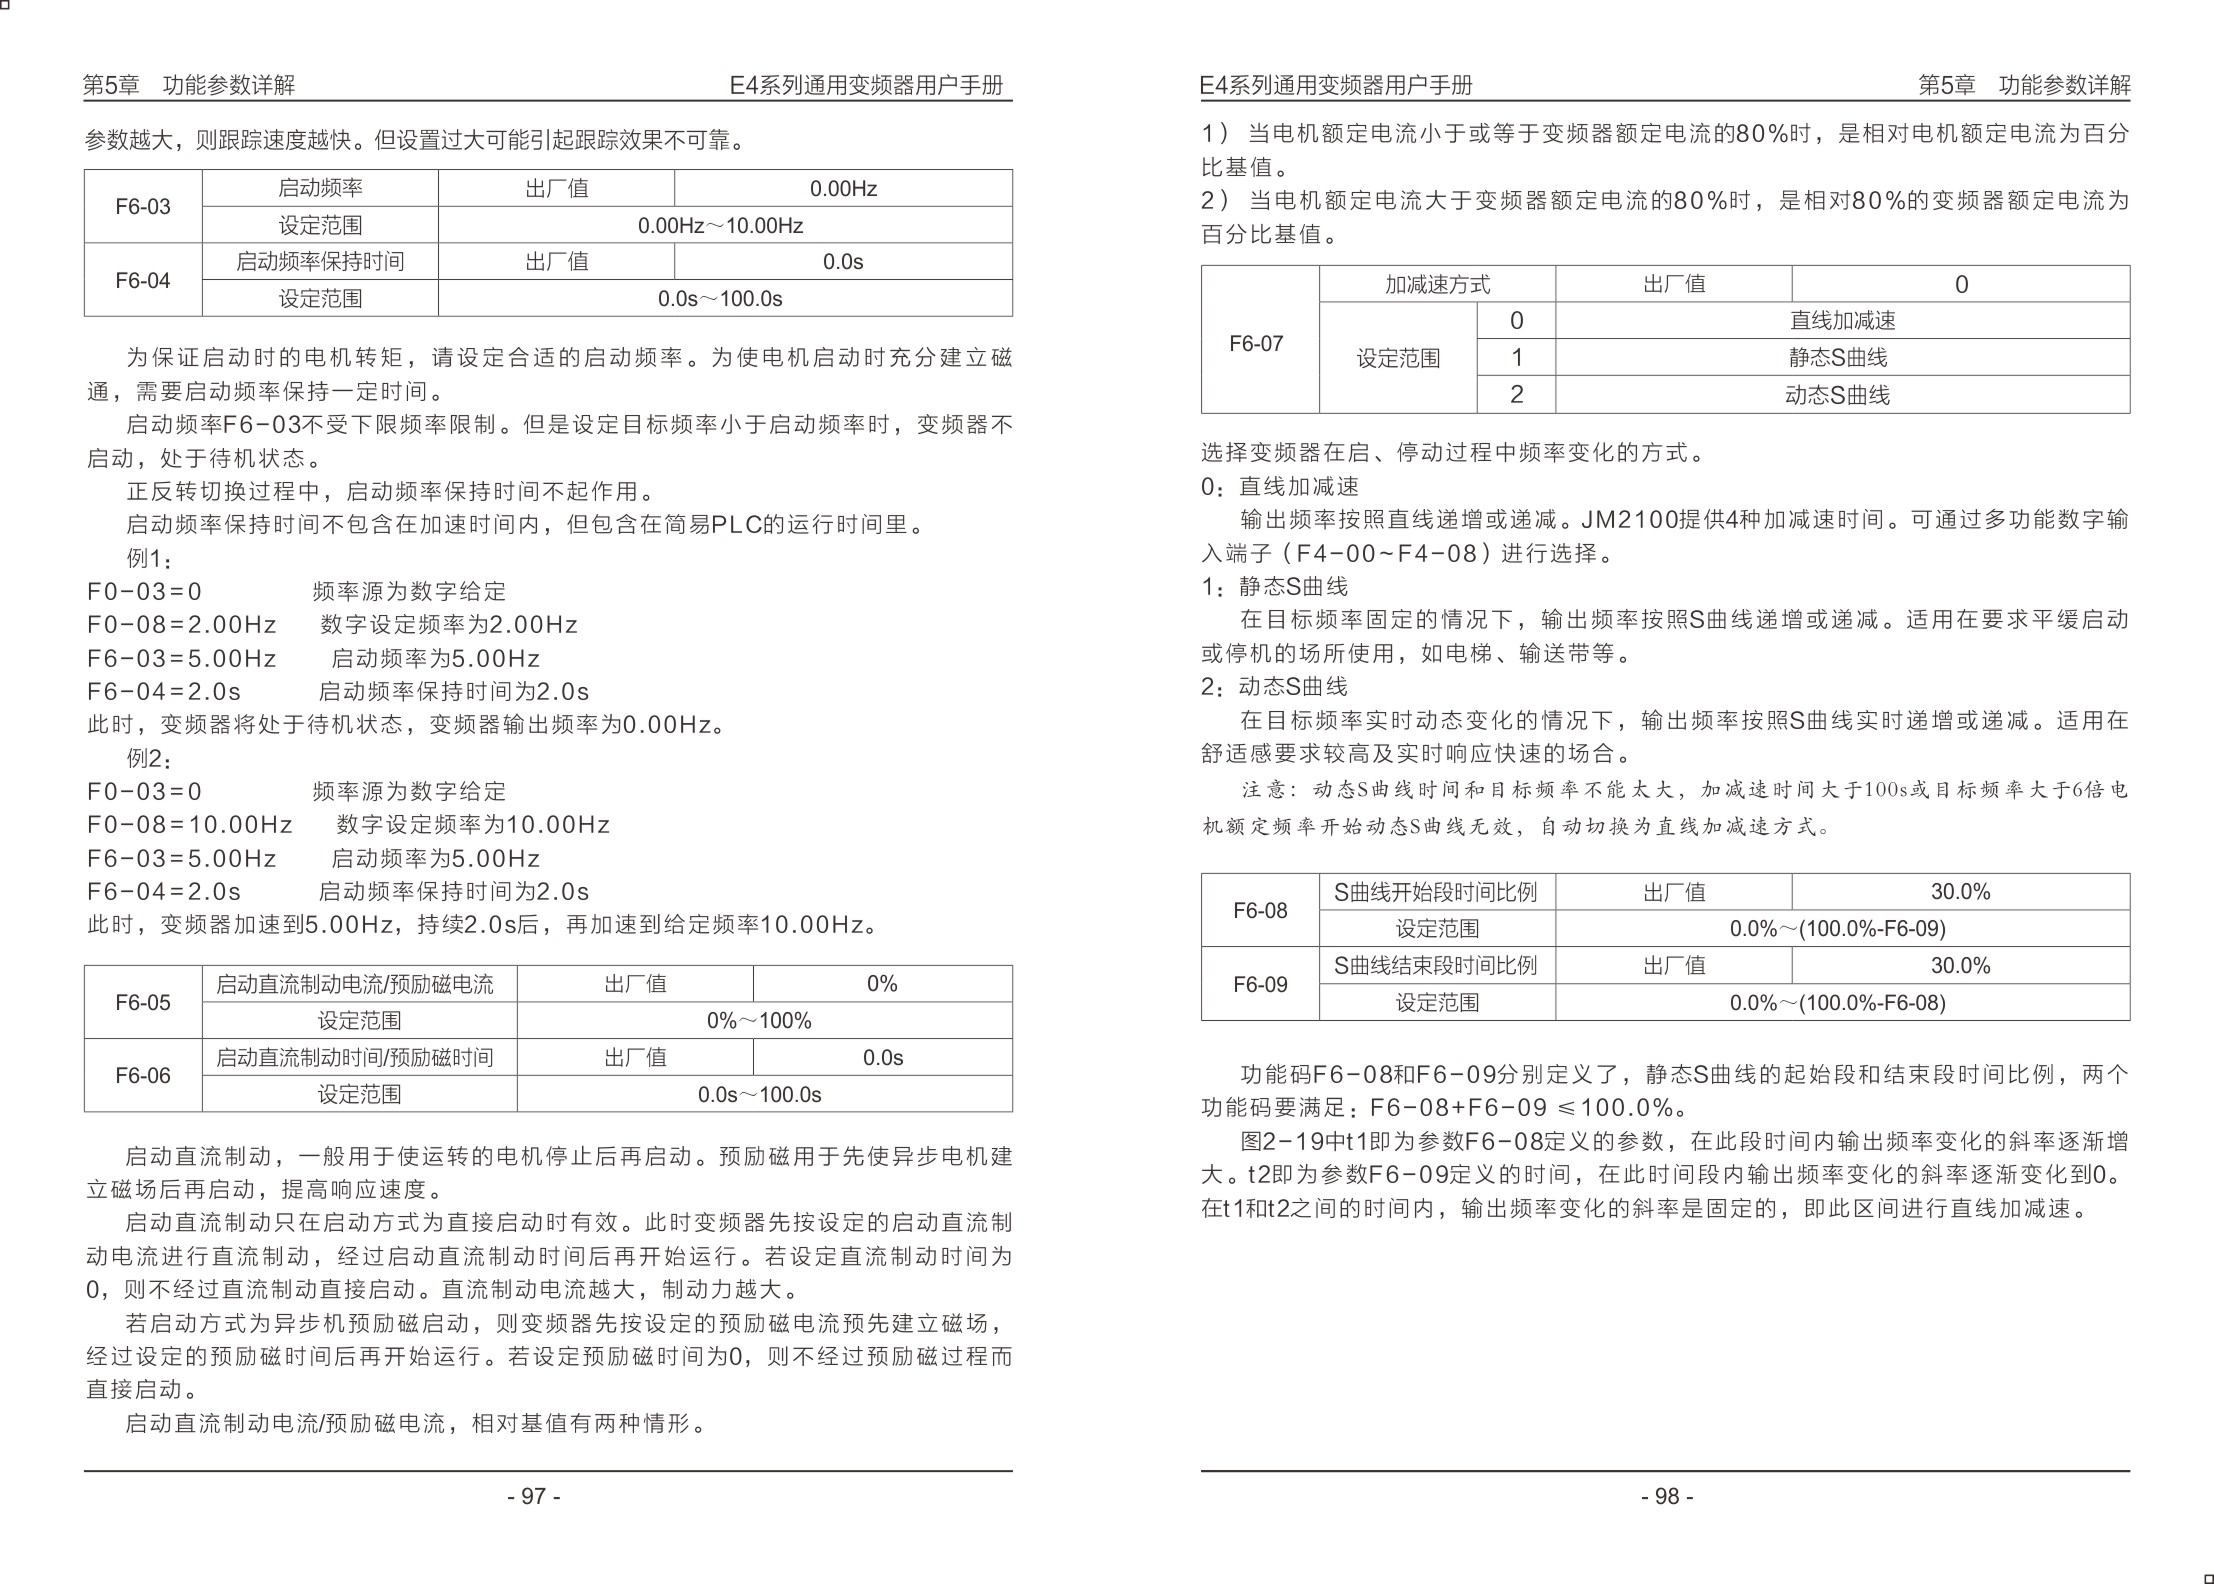 第5章　功能参数详解　E4系列通用变频器用户手册
参数越大，则跟踪速度越快。但设置过大可能引起跟踪效果不可靠。
F6-03　启动频率　出厂值　0.00Hz
设定范围　0.00Hz～10.00Hz
F6-04　启动频率保持时间　出厂值　0.0s
设定范围　0.0s～100.0s
为保证启动时的电机转矩，请设定合适的启动频率。为使电机启动时充分建立磁
通，需要启动频率保持一定时间。
启动频率F6-03不受下限频率限制。但是设定目标频率小于启动频率时，变频器不
启动，处于待机状态。
正反转切换过程中，启动频率保持时间不起作用。
启动频率保持时间不包含在加速时间内，但包含在简易PLC的运行时间里。
例1：
F0-03=0　频率源为数字给定
F0-08=2.00Hz　数字设定频率为2.00Hz
F6-03=5.00Hz　启动频率为5.00Hz
F6-04=2.0s　启动频率保持时间为2.0s
此时，变频器将处于待机状态，变频器输出频率为0.00Hz。
例2：
F0-03=0　频率源为数字给定
F0-08=10.00Hz　数字设定频率为10.00Hz
F6-03=5.00Hz　启动频率为5.00Hz
F6-04=2.0s　启动频率保持时间为2.0s
此时，变频器加速到5.00Hz，持续2.0s后，再加速到给定频率10.00Hz。
F6-05　启动直流制动电流/预励磁电流　出厂值　0%
设定范围　0%～100%
F6-06　启动直流制动时间/预励磁时间　出厂值　0.0s
设定范围　0.0s～100.0s
启动直流制动，一般用于使运转的电机停止后再启动。预励磁用于先使异步电机建
立磁场后再启动，提高响应速度。
启动直流制动只在启动方式为直接启动时有效。此时变频器先按设定的启动直流制
动电流进行直流制动，经过启动直流制动时间后再开始运行。若设定直流制动时间为
0，则不经过直流制动直接启动。直流制动电流越大，制动力越大。
若启动方式为异步机预励磁启动，则变频器先按设定的预励磁电流预先建立磁场，
经过设定的预励磁时间后再开始运行。若设定预励磁时间为0，则不经过预励磁过程而
直接启动。
启动直流制动电流/预励磁电流，相对基值有两种情形。
- 97 -
E4系列通用变频器用户手册　第5章　功能参数详解
1） 当电机额定电流小于或等于变频器额定电流的80%时，是相对电机额定电流为百分
比基值。
2） 当电机额定电流大于变频器额定电流的80%时，是相对80%的变频器额定电流为
百分比基值。
F6-07　加减速方式　出厂值　0
设定范围　0　直线加减速
1　静态S曲线
2　动态S曲线
选择变频器在启、停动过程中频率变化的方式。
0：直线加减速
输出频率按照直线递增或递减。JM2100提供4种加减速时间。可通过多功能数字输
入端子（F4-00~F4-08）进行选择。
1：静态S曲线
在目标频率固定的情况下，输出频率按照S曲线递增或递减。适用在要求平缓启动
或停机的场所使用，如电梯、输送带等。
2：动态S曲线
在目标频率实时动态变化的情况下，输出频率按照S曲线实时递增或递减。适用在
舒适感要求较高及实时响应快速的场合。
注意：动态S曲线时间和目标频率不能太大，加减速时间大于100s或目标频率大于6倍电
机额定频率开始动态S曲线无效，自动切换为直线加减速方式。
F6-08　S曲线开始段时间比例　出厂值　30.0%
设定范围　0.0%～(100.0%-F6-09)
F6-09　S曲线结束段时间比例　出厂值　30.0%
设定范围　0.0%～(100.0%-F6-08)
功能码F6-08和F6-09分别定义了，静态S曲线的起始段和结束段时间比例，两个
功能码要满足：F6-08+F6-09 ≤100.0%。
图2-19中t1即为参数F6-08定义的参数，在此段时间内输出频率变化的斜率逐渐增
大。t2即为参数F6-09定义的时间，在此时间段内输出频率变化的斜率逐渐变化到0。
在t1和t2之间的时间内，输出频率变化的斜率是固定的，即此区间进行直线加减速。
- 98 -